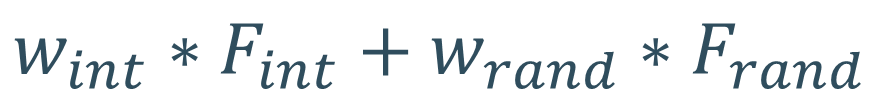 w_int * F_int + w_rand * F_rand